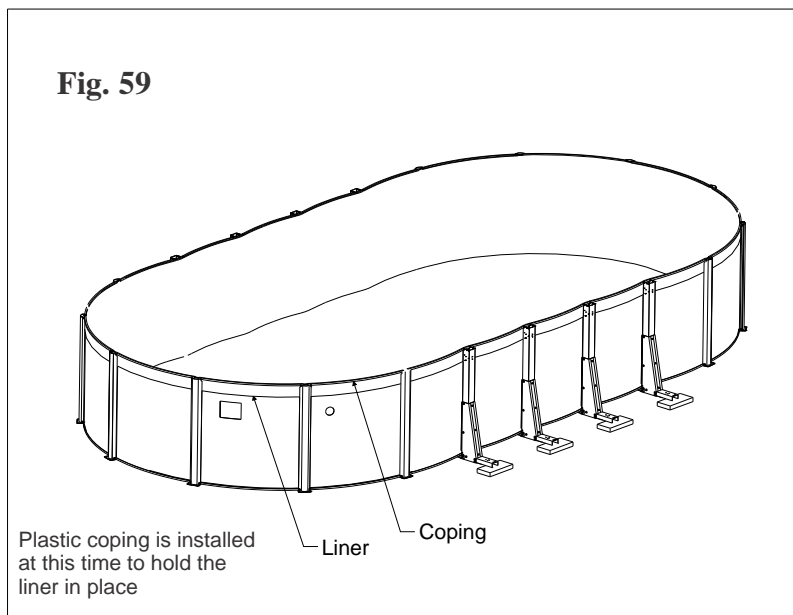 Fig. 59
Coping
Liner
Plastic coping is installed
at this time to hold the
liner in place